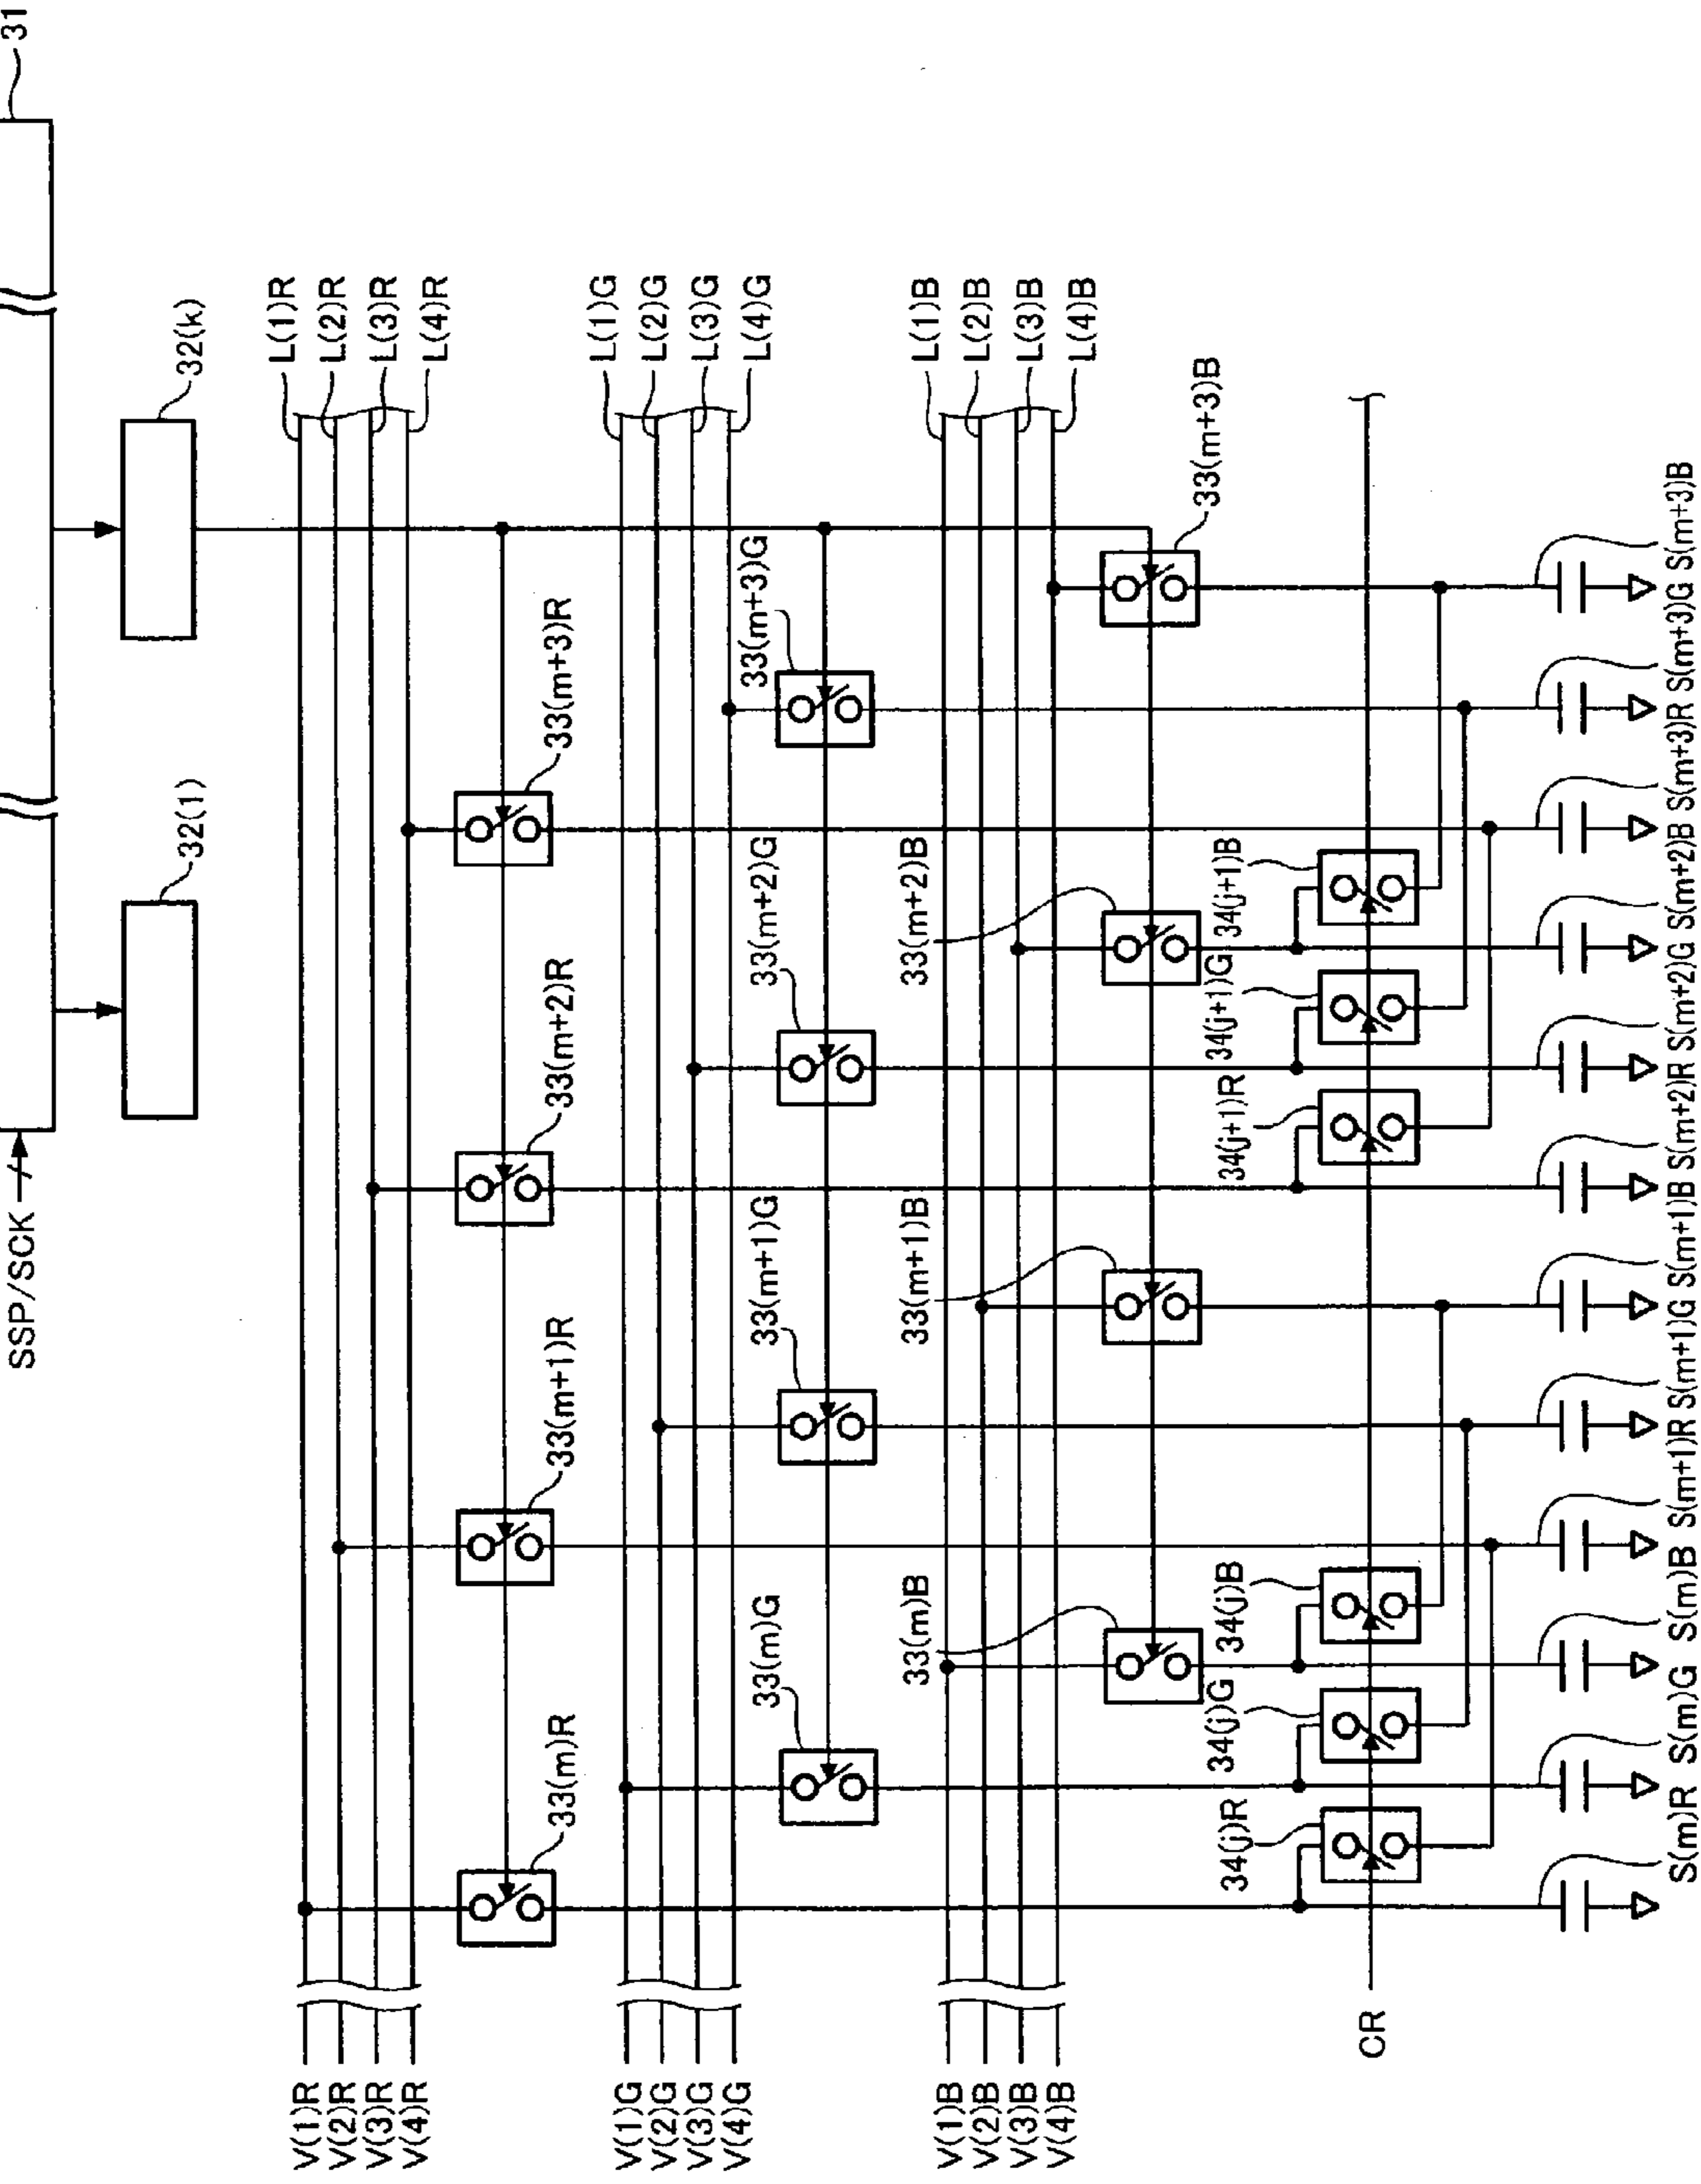 31
SSP/SCK
32(1)
32(k)
V(1)R
V(2)R
V(3)R
V(4)R
L(1)R
L(2)R
L(3)R
L(4)R
33(m)R
33(m+1)R
33(m+2)R
33(m+3)R
V(1)G
V(2)G
V(3)G
V(4)G
L(1)G
L(2)G
L(3)G
L(4)G
33(m)G
33(m+1)G
33(m+2)G
33(m+3)G
V(1)B
V(2)B
V(3)B
V(4)B
L(1)B
L(2)B
L(3)B
L(4)B
33(m)B
33(m+1)B
33(m+2)B
33(m+3)B
34(j)R
34(j)G
34(j)B
34(j+1)R
34(j+1)G
34(j+1)B
CR
S(m)R S(m)G S(m)B S(m+1)R S(m+1)G S(m+1)B S(m+2)R S(m+2)G S(m+2)B S(m+3)R S(m+3)G S(m+3)B